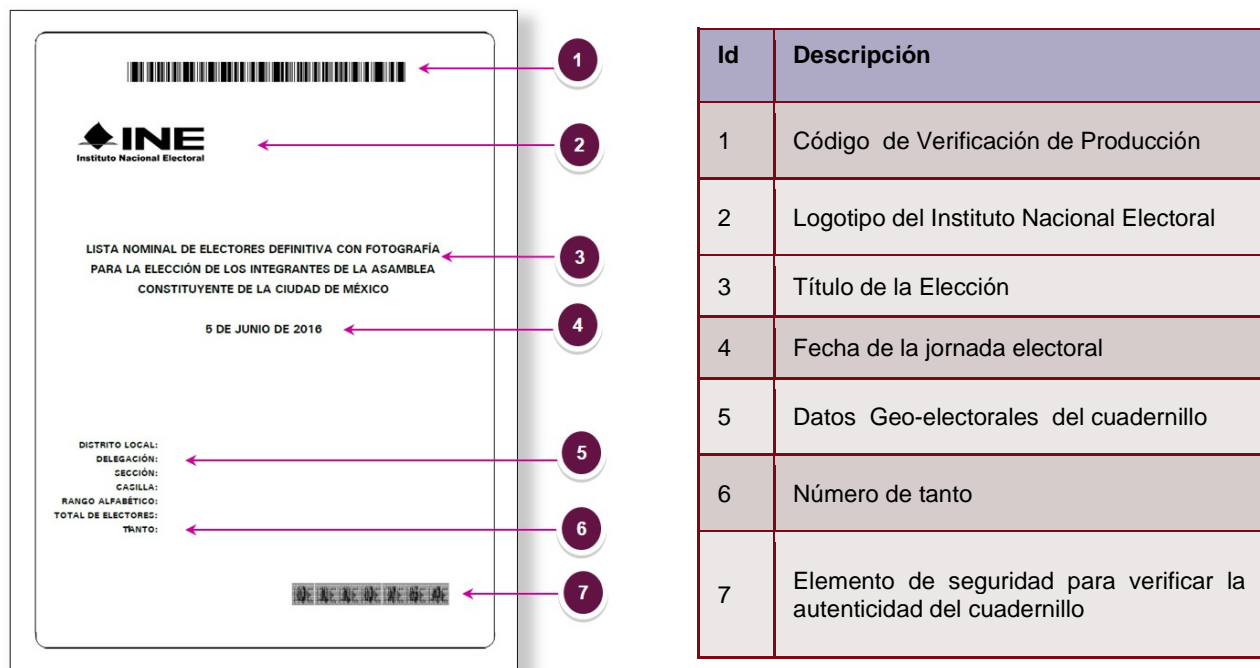 INE
Instituto Nacional Electoral
LISTA NOMINAL DE ELECTORES DEFINITIVA CON FOTOGRAFÍA
PARA LA ELECCIÓN DE LOS INTEGRANTES DE LA ASAMBLEA
CONSTITUYENTE DE LA CIUDAD DE MÉXICO
5 DE JUNIO DE 2016
DISTRITO LOCAL:
DELEGACIÓN:
SECCIÓN:
CASILLA:
RANGO ALFABÉTICO:
TOTAL DE ELECTORES:
TANTO:
1
2
3
4
5
6
7
Id Descripción
1 Código de Verificación de Producción
2 Logotipo del Instituto Nacional Electoral
3 Título de la Elección
4 Fecha de la jornada electoral
5 Datos Geo-electorales del cuadernillo
6 Número de tanto
7 Elemento de seguridad para verificar la
autenticidad del cuadernillo